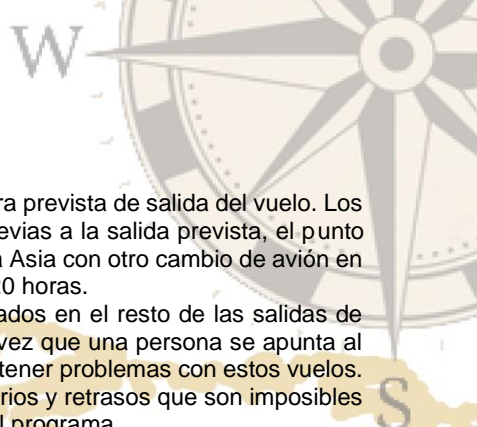 W
ra prevista de salida del vuelo. Los
evias a la salida prevista, el punto
a Asia con otro cambio de avión en
20 horas.
ados en el resto de las salidas de
vez que una persona se apunta al
tener problemas con estos vuelos.
rios y retrasos que son imposibles
l programa.
S